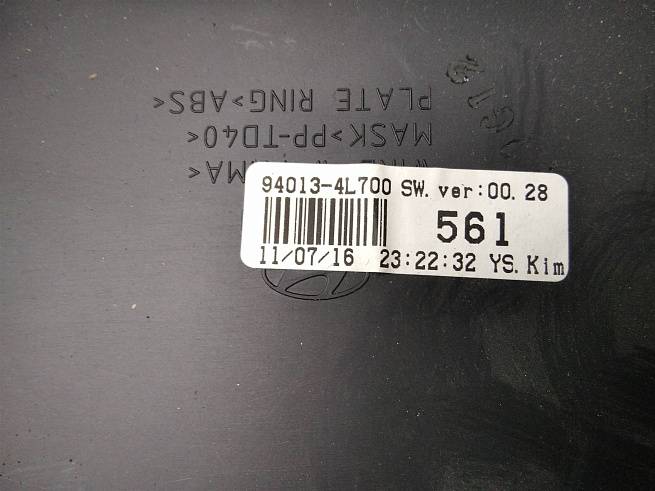 94013-4L700 SW. ver:00. 28
561
11/07/16 23:22:32 YS. Kim
MASK>PP-TD40<
PLATE RING>ABS<